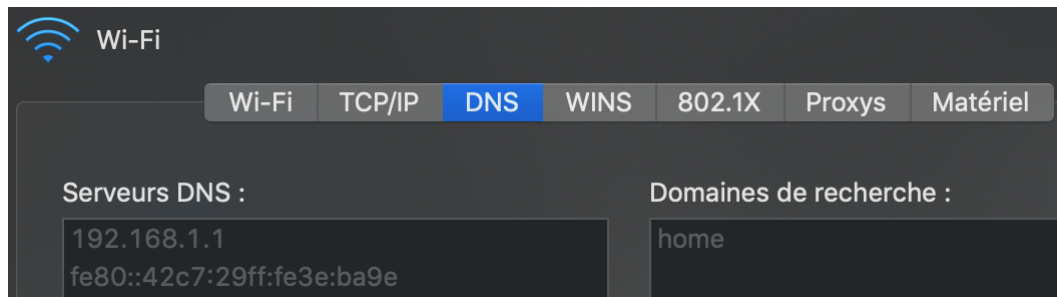 Wi-Fi
Wi-Fi TCP/IP DNS WINS 802.1X Proxys Matériel
Serveurs DNS : Domaines de recherche :
192.168.1.1 home
fe80::42c7:29ff:fe3e:ba9e